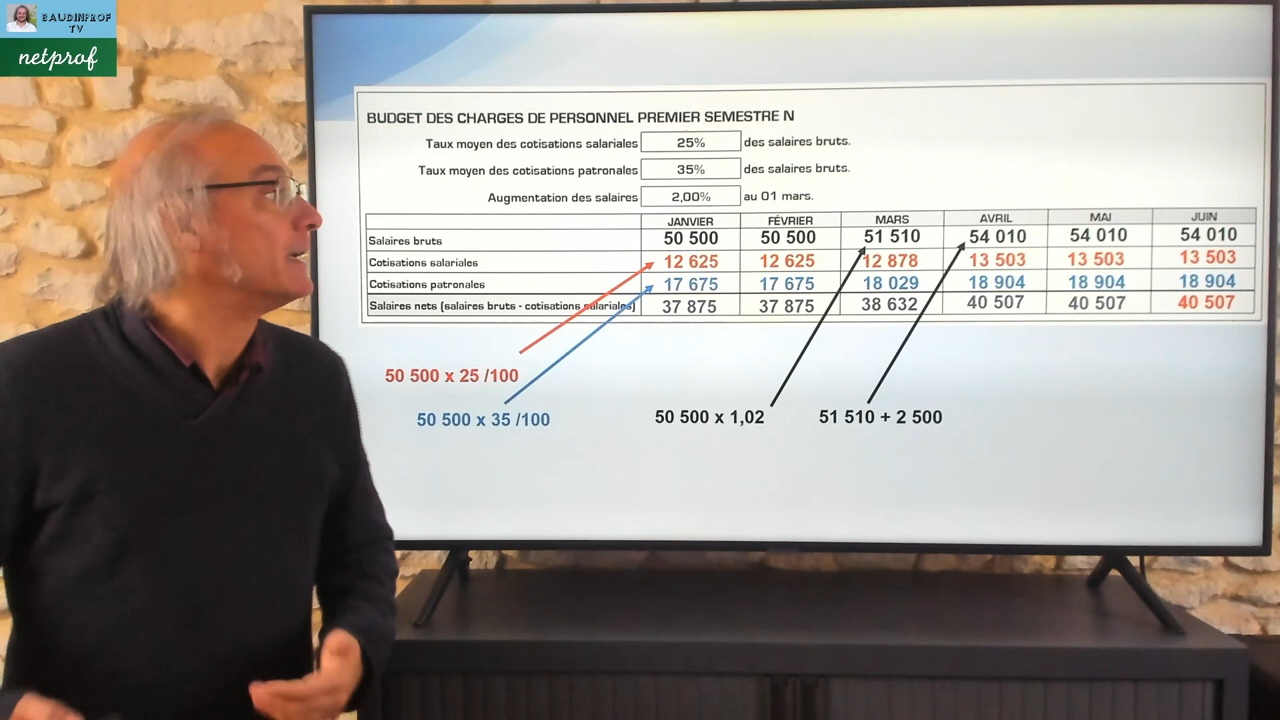 BAUDINPROF
TV
netprof
BUDGET DES CHARGES DE PERSONNEL PREMIER SEMESTRE N
Taux moyen des cotisations salariales 25% des salaires bruts.
Taux moyen des cotisations patronales 35% des salaires bruts.
Augmentation des salaires 2,00% au 01 mars.
JANVIER FÉVRIER MARS AVRIL MAI JUIN
Salaires bruts 50 500 50 500 51 510 54 010 54 010 54 010
Cotisations salariales 12 625 12 625 12 878 13 503 13 503 13 503
Cotisations patronales 17 675 17 675 18 029 18 904 18 904 18 904
Salaires nets (salaires bruts - cotisations salariales) 37 875 37 875 38 632 40 507 40 507 40 507
50 500 x 25 /100
50 500 x 35 /100
50 500 x 1,02
51 510 + 2 500